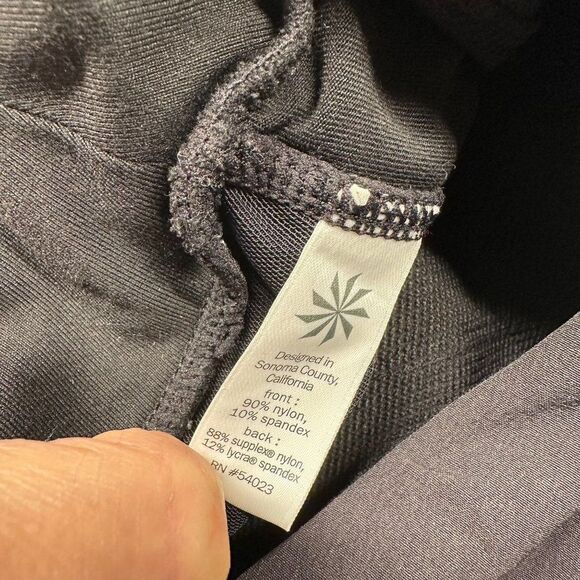 Designed in
Sonoma County,
California
front :
90% nylon,
10% spandex
back :
88% supplex® nylon,
12% lycra® spandex
RN #54023